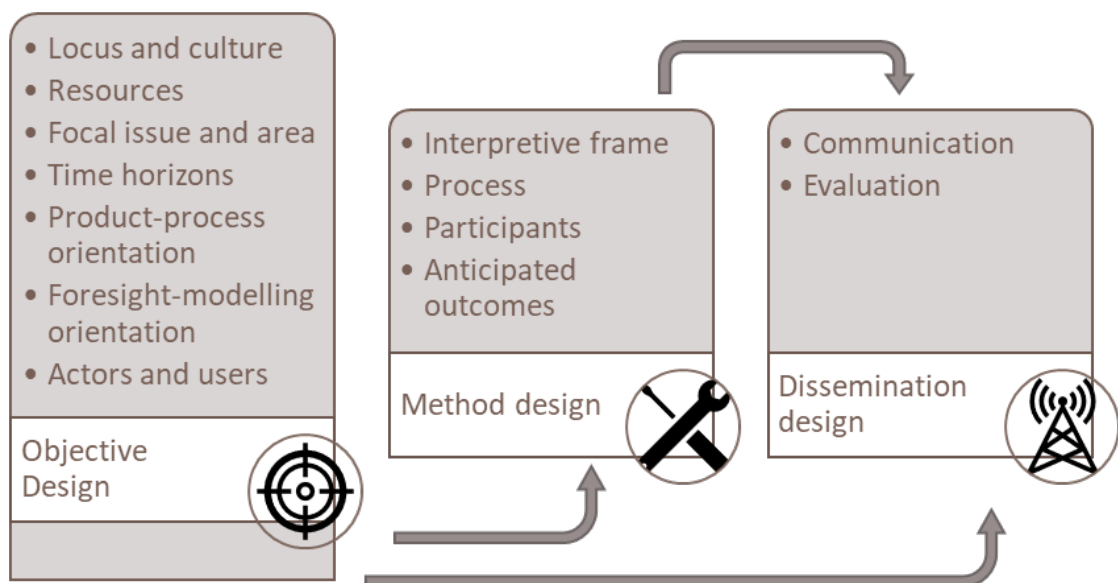 • Locus and culture
• Resources
• Focal issue and area
• Time horizons
• Product-process
orientation
• Foresight-modelling
orientation
• Actors and users
Objective
Design
• Interpretive frame
• Process
• Participants
• Anticipated
outcomes
Method design
• Communication
• Evaluation
Dissemination
design